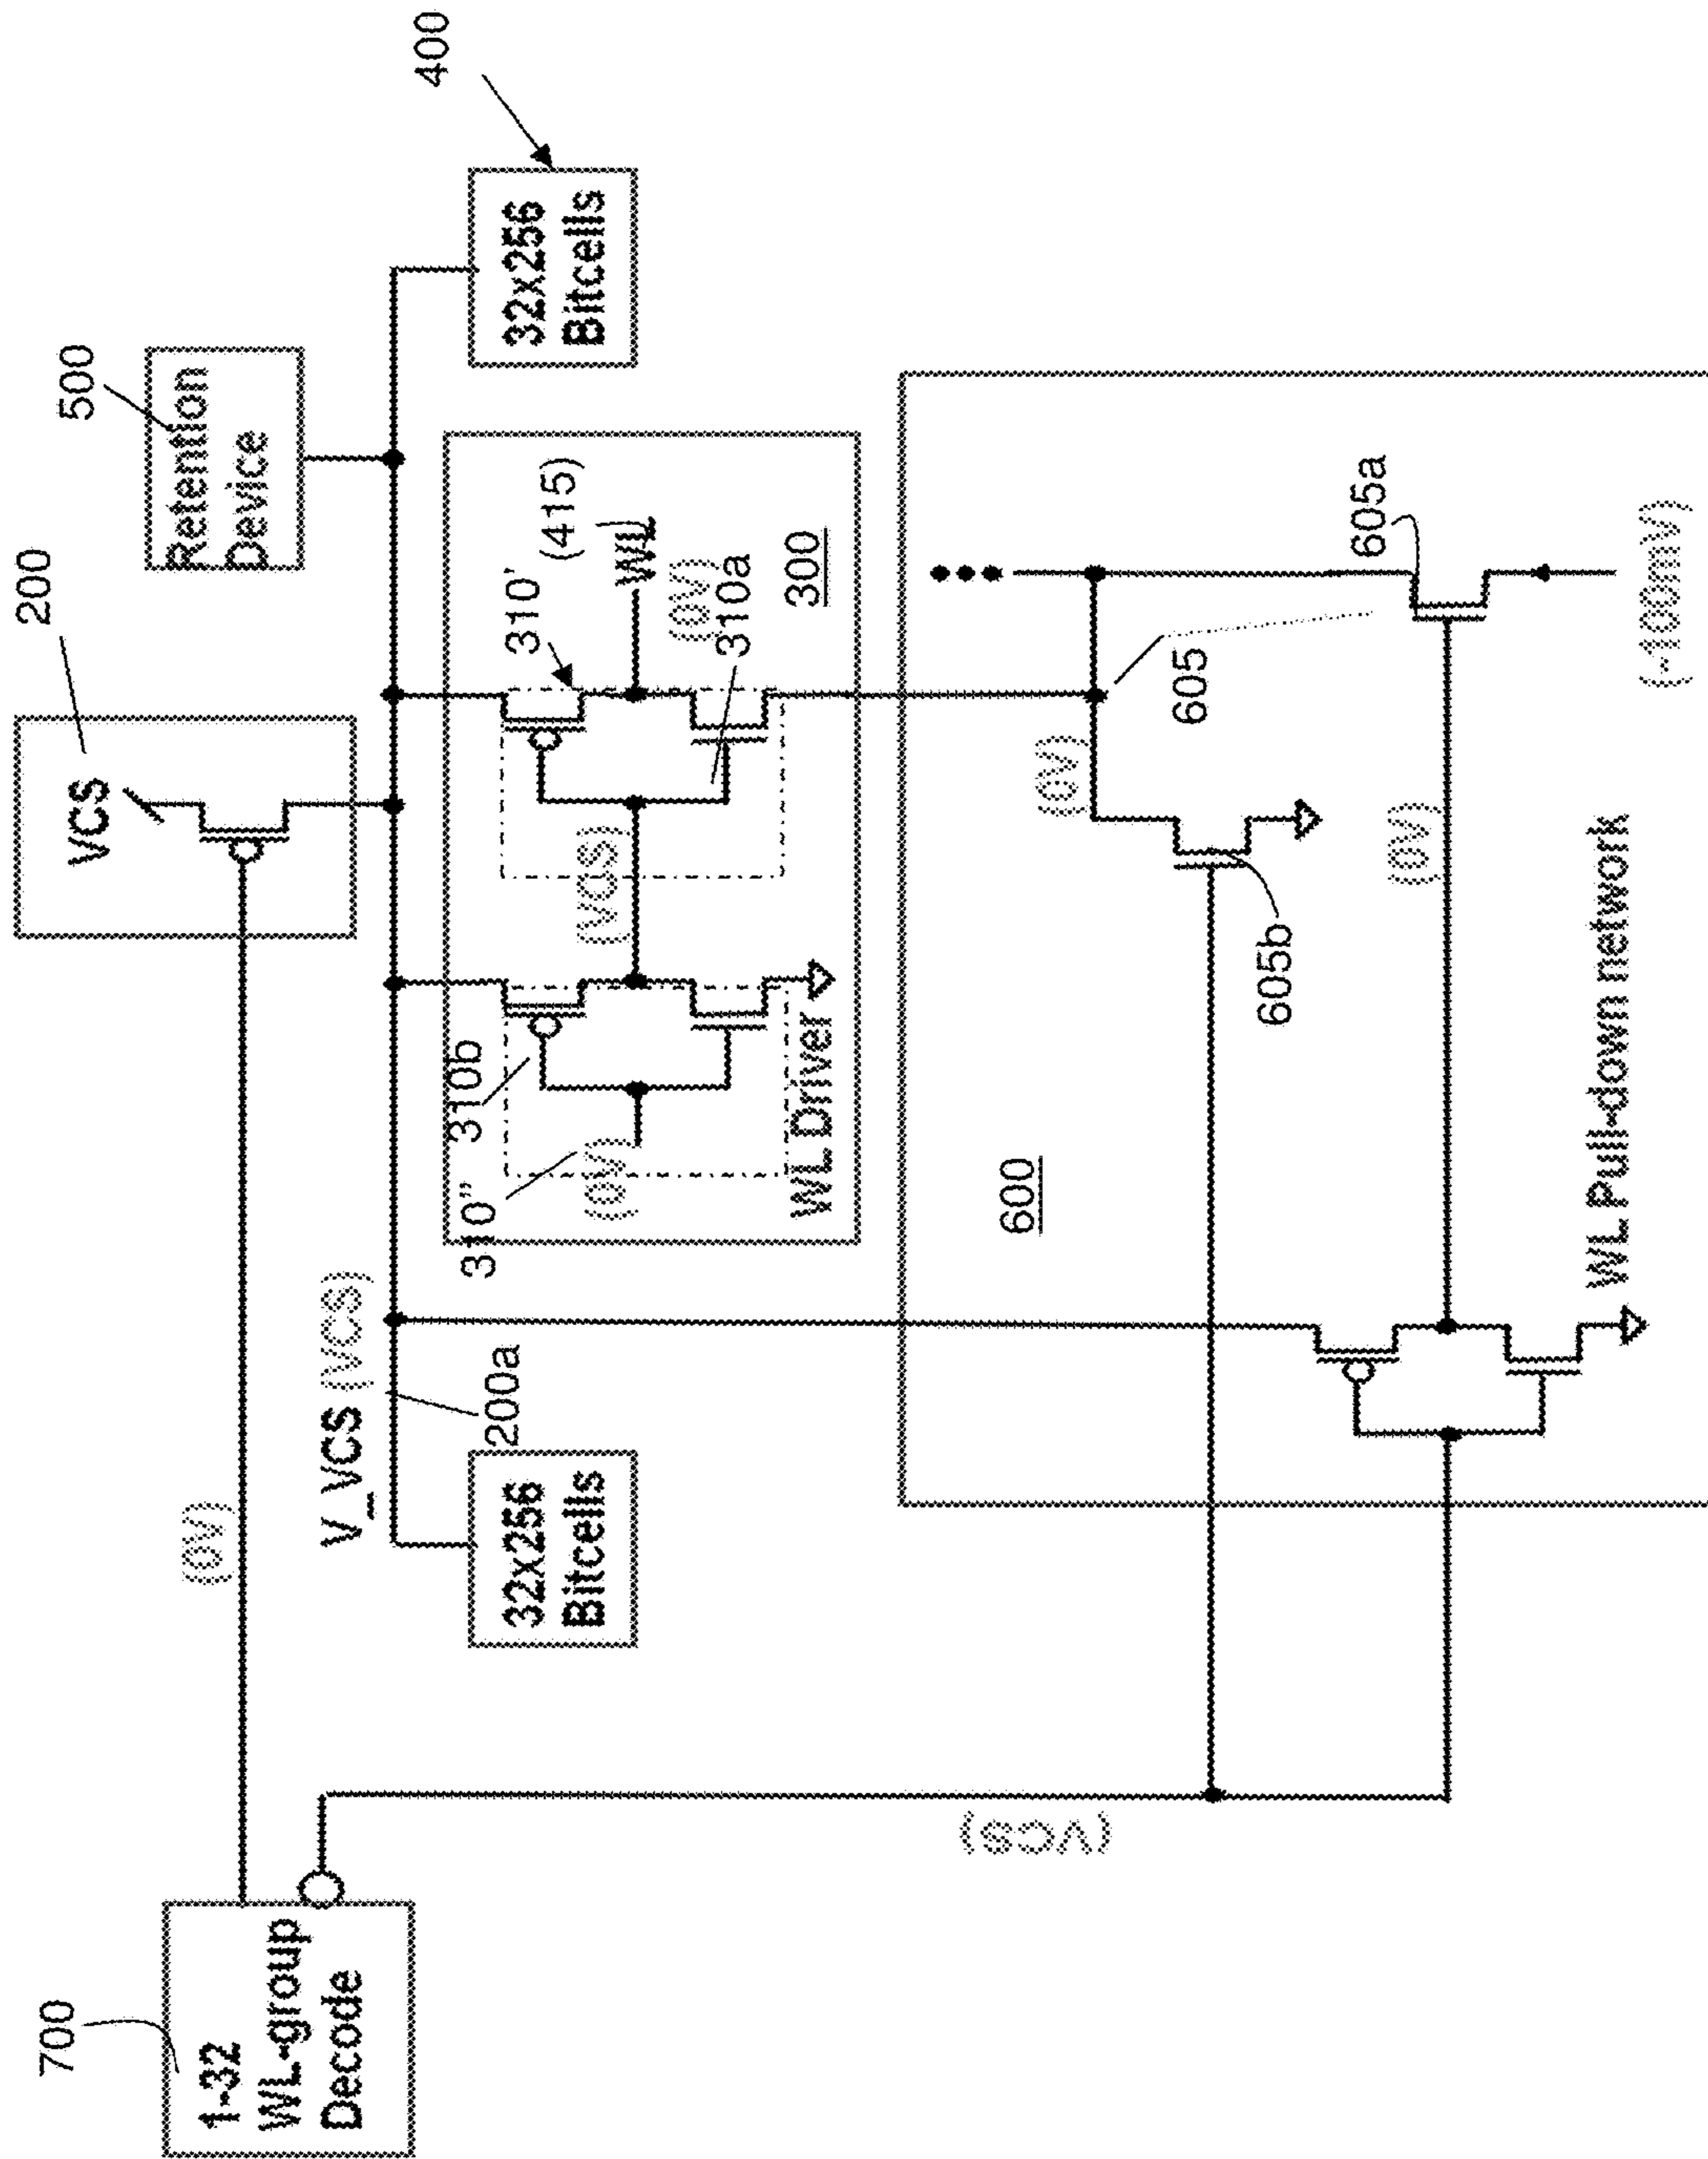 700
1-32
WL-group
Decode
(0V)
200
VCS
500
Retention
Device
400
V_VCS (VCS)
200a
32x256
Bitcells
32x256
Bitcells
310b
310"
(0V)
(VCS)
310'
(415)
WL
(0V)
310a
WL Driver
300
(VCS)
600
(0V)
605
605b
605a
(0V)
WL Pull-down network
(-100mV)